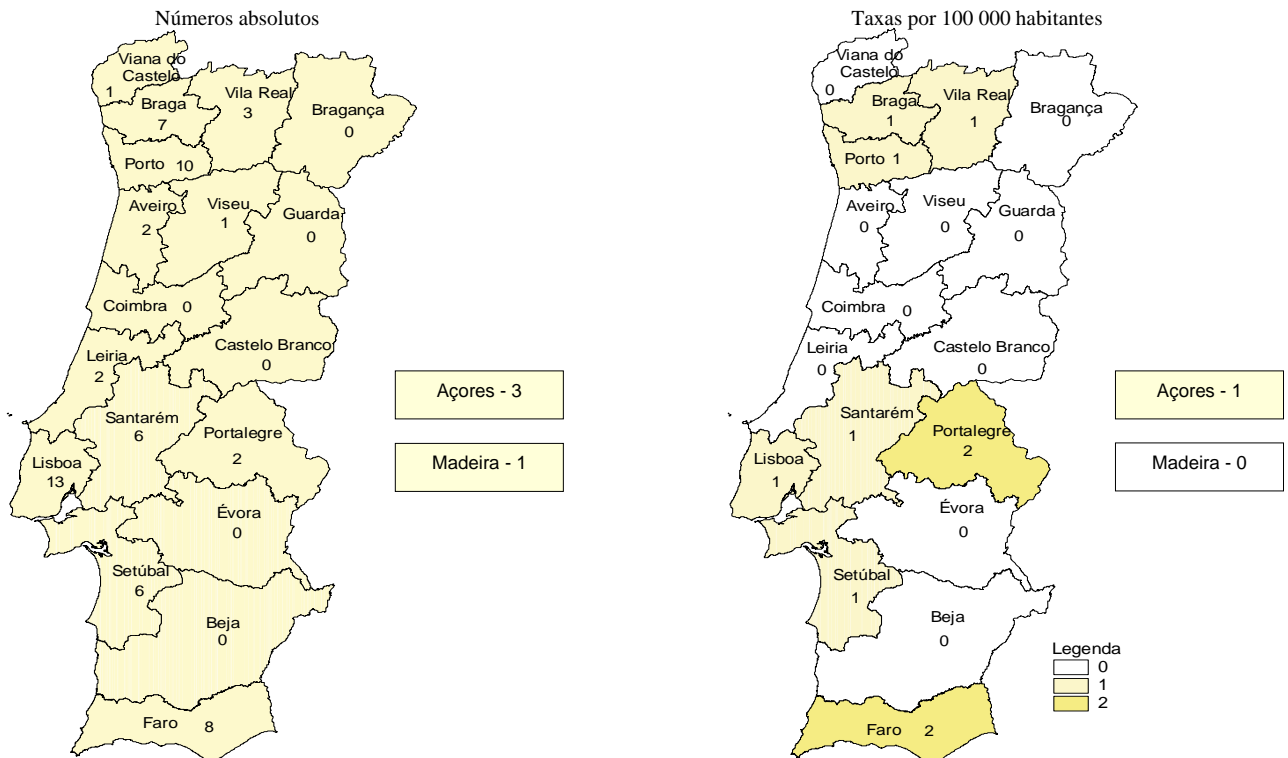 Números absolutos
Viana do
Castelo
1
Braga
7
Vila Real
3
Bragança
0
Porto 10
Aveiro
2
Viseu
1
Guarda
0
Coimbra 0
Castelo Branco
0
Leiria
2
Santarém
6
Portalegre
2
Lisboa
13
Évora
0
Setúbal
6
Beja
0
Faro 8
Açores - 3
Madeira - 1
Taxas por 100 000 habitantes
Viana do
Castelo
0
Braga
1
Vila Real
1
Bragança
0
Porto 1
Aveiro
0
Viseu
0
Guarda
0
Coimbra 0
Castelo Branco
0
Leiria
0
Santarém
1
Portalegre
2
Lisboa
1
Évora
0
Setúbal
1
Beja
0
Faro 2
Açores - 1
Madeira - 0
Legenda
0
1
2